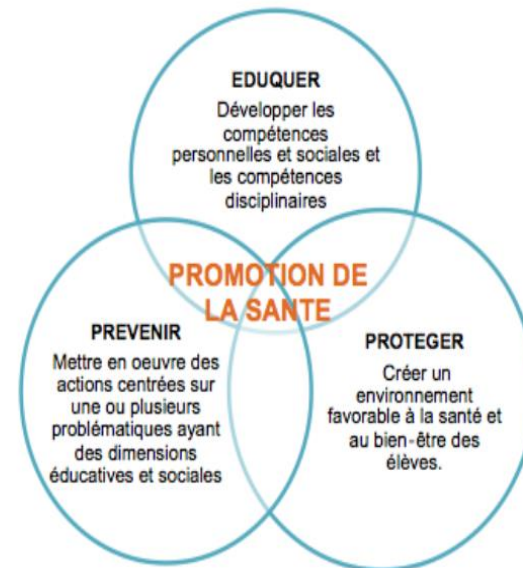 EDUQUER
Développer les
compétences
personnelles et sociales et
les compétences
disciplinaires
PROMOTION DE
LA SANTE
PREVENIR
Mettre en oeuvre des
actions centrées sur
une ou plusieurs
problématiques ayant
des dimensions
éducatives et sociales
PROTEGER
Créer un
environnement
favorable à la santé et
au bien-être des
élèves.